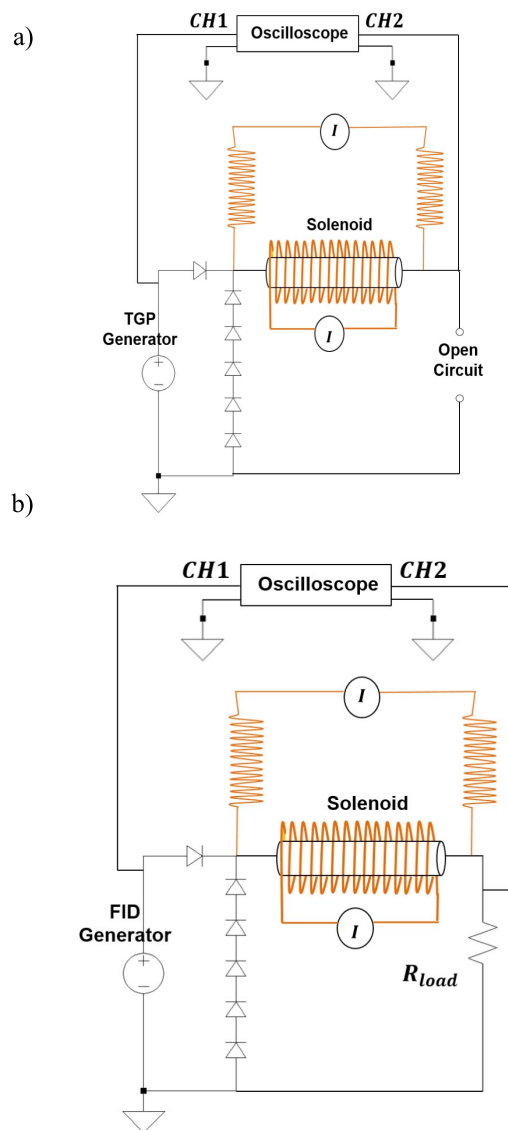 a)
CH1 Oscilloscope CH2
I
Solenoid
TGP
Generator
I
Open
Circuit
b)
CH1 Oscilloscope CH2
I
Solenoid
FID
Generator
I
Rload